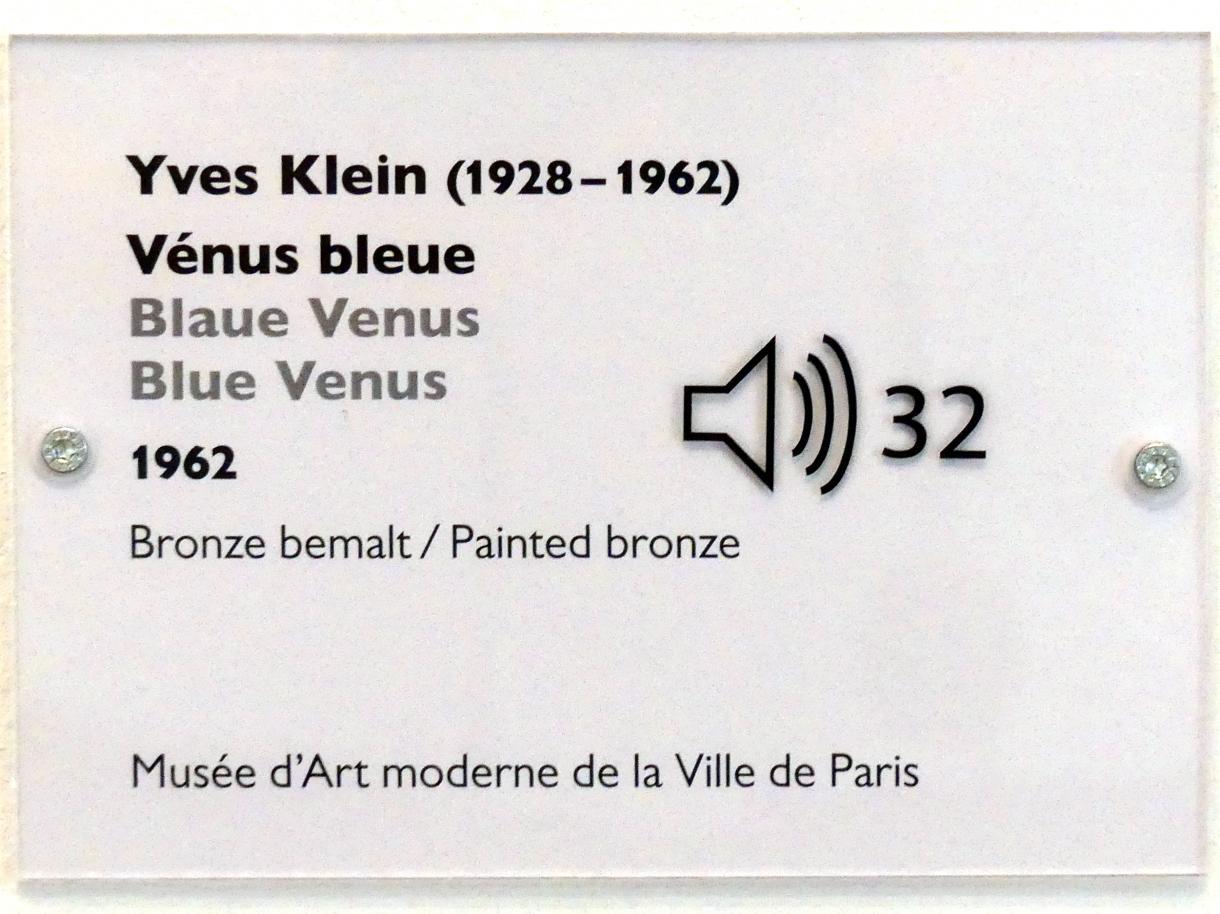 Yves Klein (1928 – 1962)
Vénus bleue
Blaue Venus
Blue Venus
32
1962
Bronze bemalt / Painted bronze
Musée d’Art moderne de la Ville de Paris